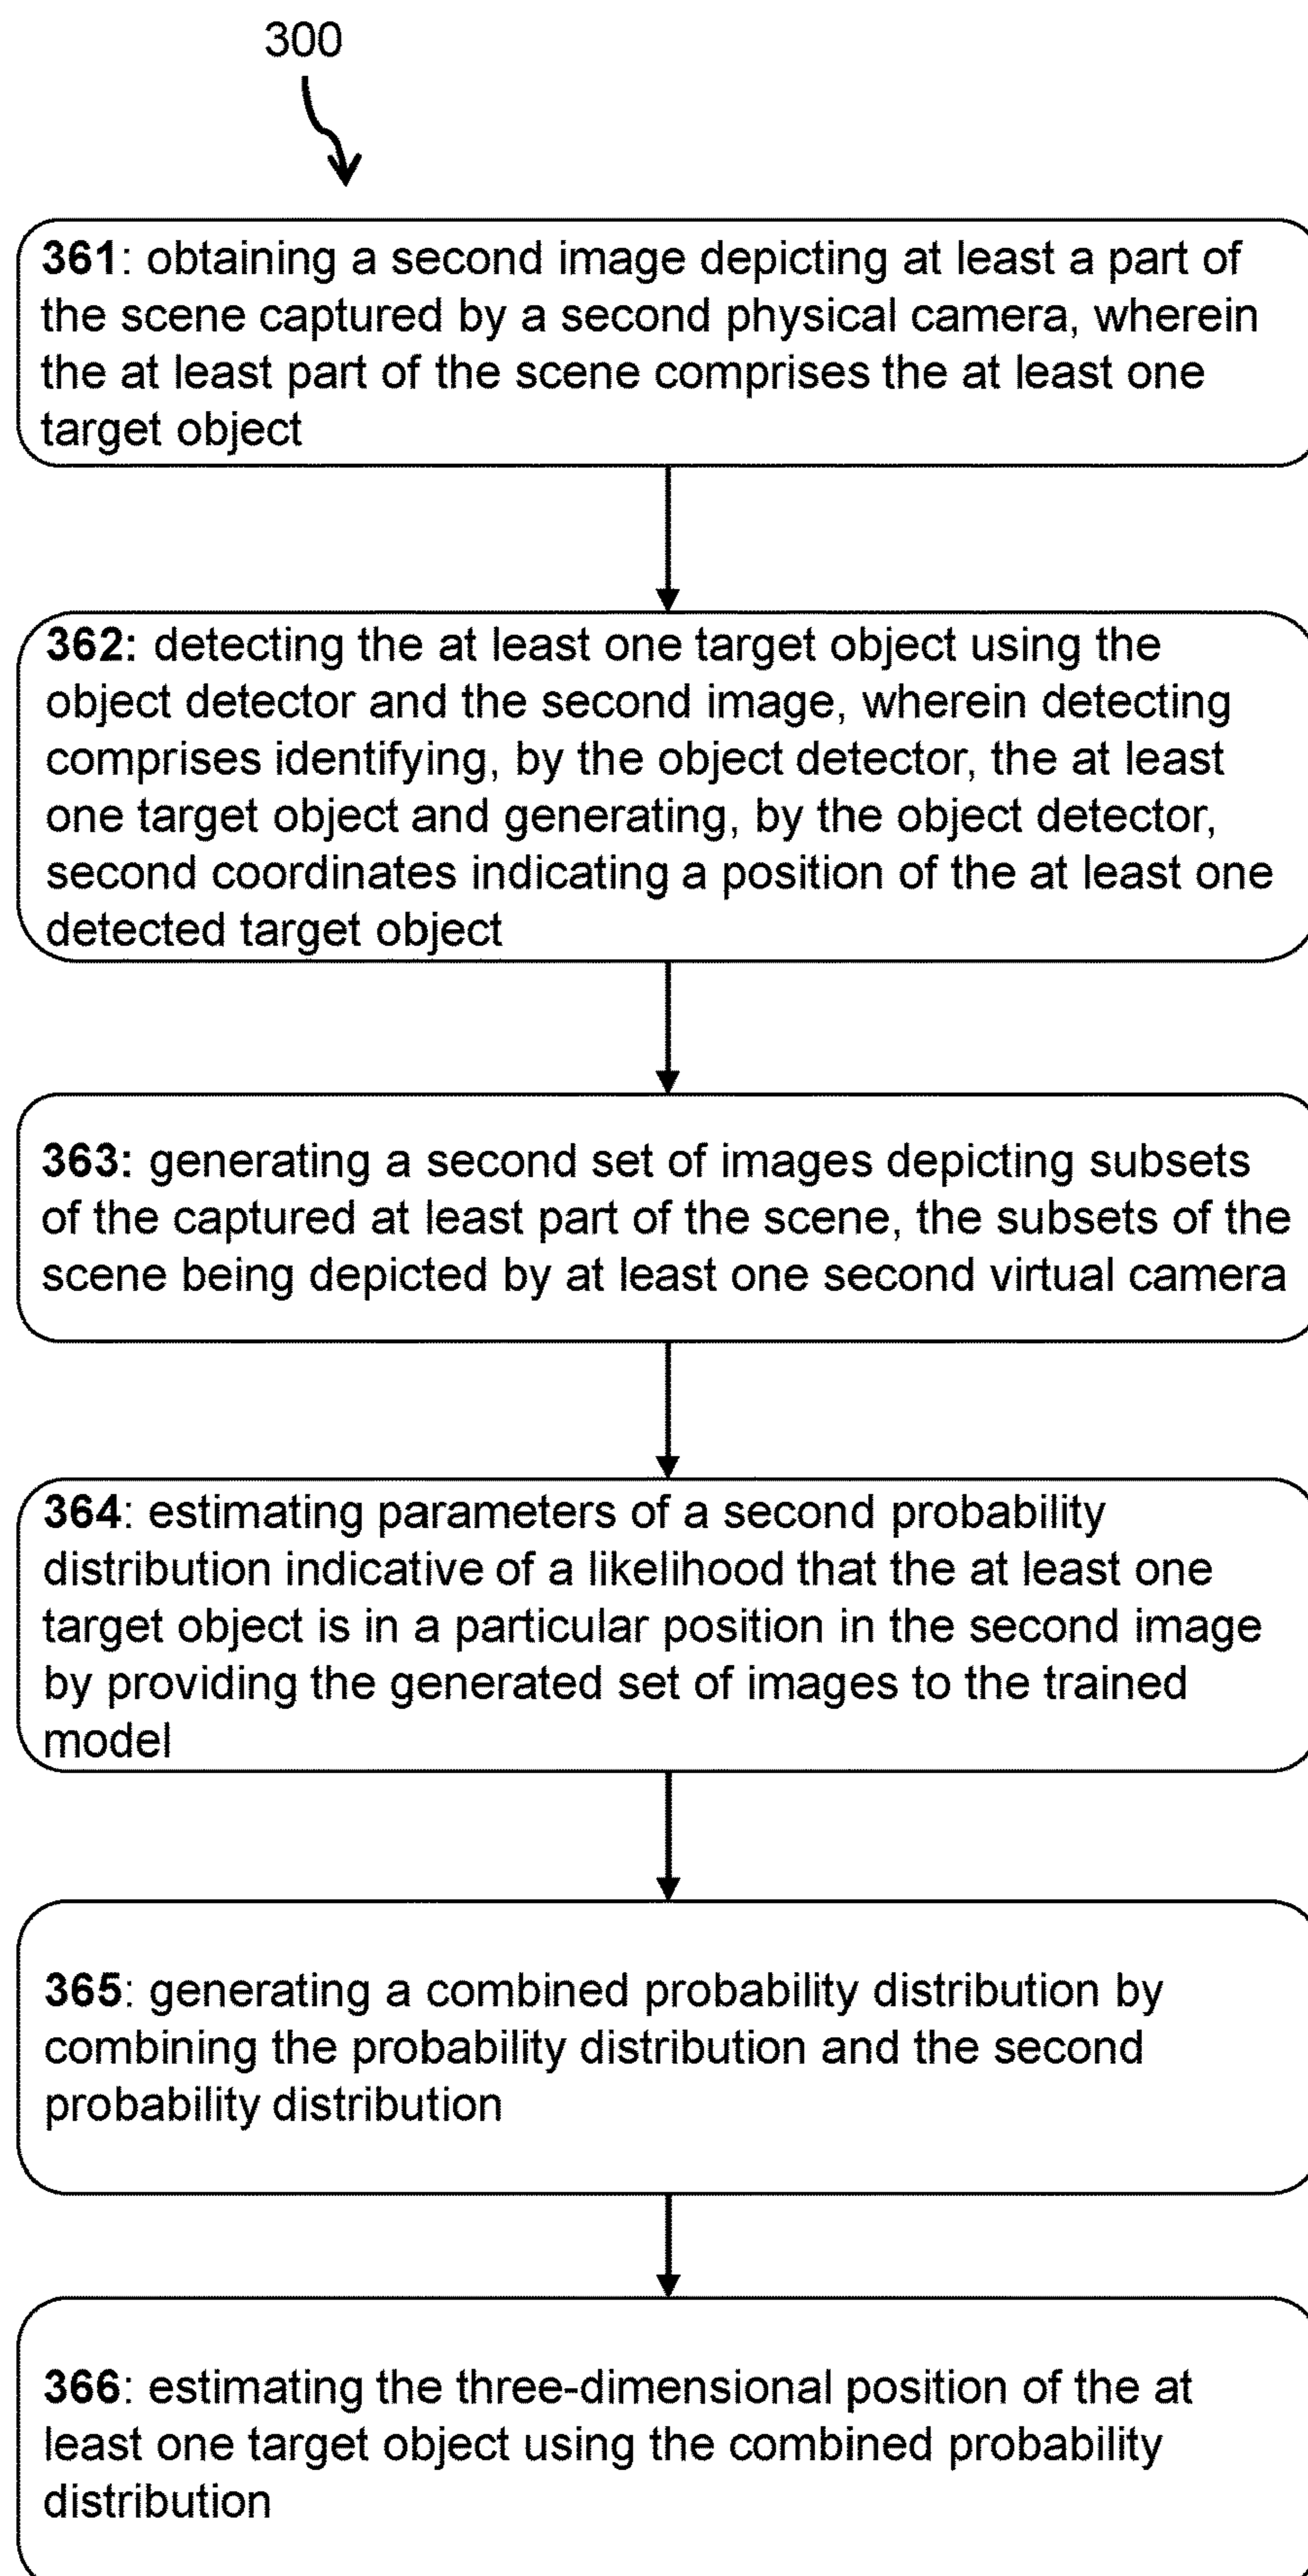 300
361: obtaining a second image depicting at least a part of
the scene captured by a second physical camera, wherein
the at least part of the scene comprises the at least one
target object
362: detecting the at least one target object using the
object detector and the second image, wherein detecting
comprises identifying, by the object detector, the at least
one target object and generating, by the object detector,
second coordinates indicating a position of the at least one
detected target object
363: generating a second set of images depicting subsets
of the captured at least part of the scene, the subsets of the
scene being depicted by at least one second virtual camera
364: estimating parameters of a second probability
distribution indicative of a likelihood that the at least one
target object is in a particular position in the second image
by providing the generated set of images to the trained
model
365: generating a combined probability distribution by
combining the probability distribution and the second
probability distribution
366: estimating the three-dimensional position of the at
least one target object using the combined probability
distribution